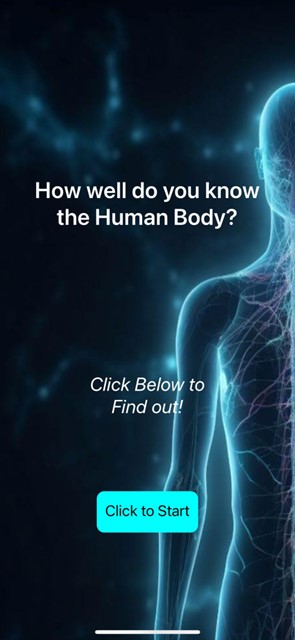 How well do you know
the Human Body?
Click Below to
Find out!
Click to Start